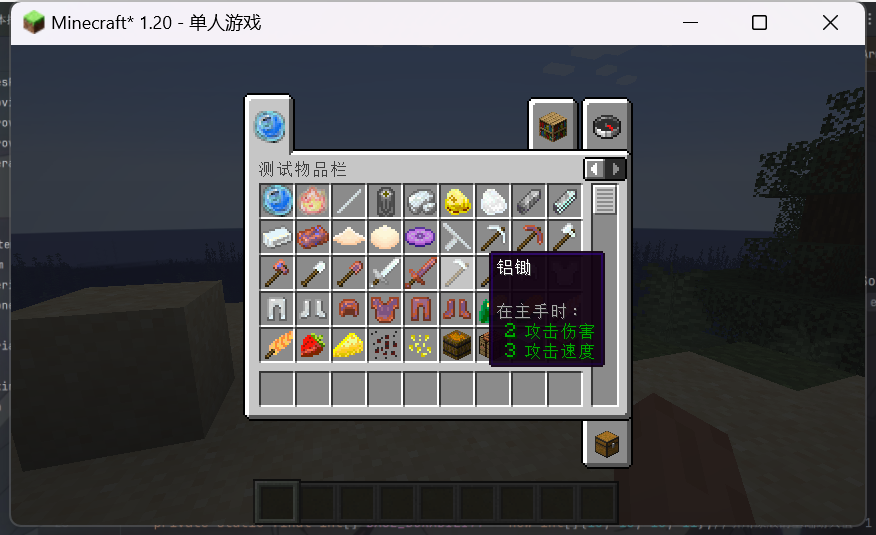 Minecraft* 1.20 - 单人游戏
测试物品栏
铝锄
在主手时：
2 攻击伤害
3 攻击速度